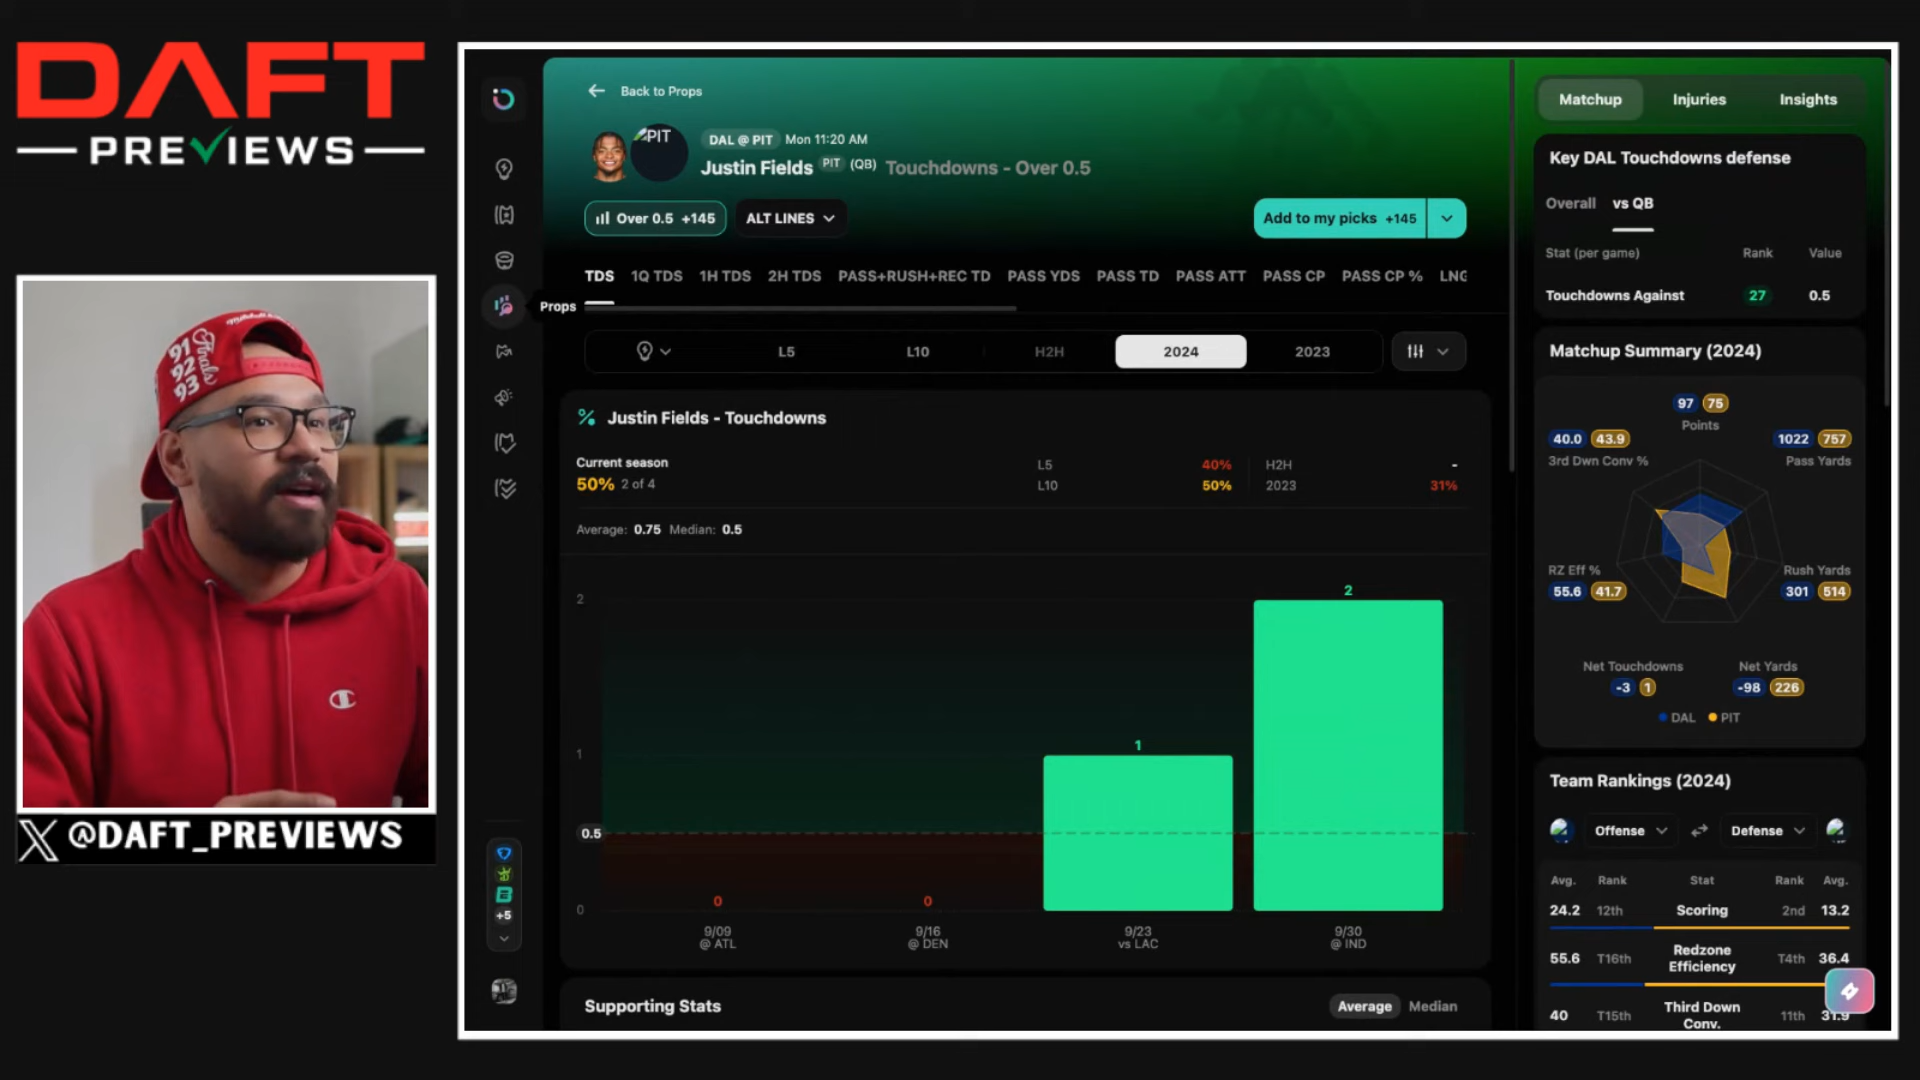 DAFT
PREVIEWS
91
92
93
Finals
@DAFT_PREVIEWS
Back to Props
PIT
DAL @ PIT Mon 11:20 AM
Justin Fields PIT (QB) Touchdowns - Over 0.5
Over 0.5 +145 ALT LINES
Add to my picks +145
TDS 1Q TDS 1H TDS 2H TDS PASS+RUSH+REC TD PASS YDS PASS TD PASS ATT PASS CP PASS CP % LNG
Props
L5 L10 H2H 2024 2023
Justin Fields - Touchdowns
Current season
50% 2 of 4
L5 40% H2H -
L10 50% 2023 31%
Average: 0.75 Median: 0.5
2
1
0.5
0
0 0 1 2
9/09 9/16 9/23 9/30
@ ATL @ DEN vs LAC @ IND
+5
Supporting Stats
Average Median
Matchup Injuries Insights
Key DAL Touchdowns defense
Overall vs QB
Stat (per game) Rank Value
Touchdowns Against 27 0.5
Matchup Summary (2024)
97 75
Points
40.0 43.9
3rd Dwn Conv %
1022 757
Pass Yards
RZ Eff %
55.6 41.7
Rush Yards
301 514
Net Touchdowns
-3 1
Net Yards
-98 226
DAL PIT
Team Rankings (2024)
Offense Defense
Avg. Rank Stat Rank Avg.
24.2 12th Scoring 2nd 13.2
55.6 T16th Redzone Efficiency T4th 36.4
40 T15th Third Down Conv. 11th 31.9